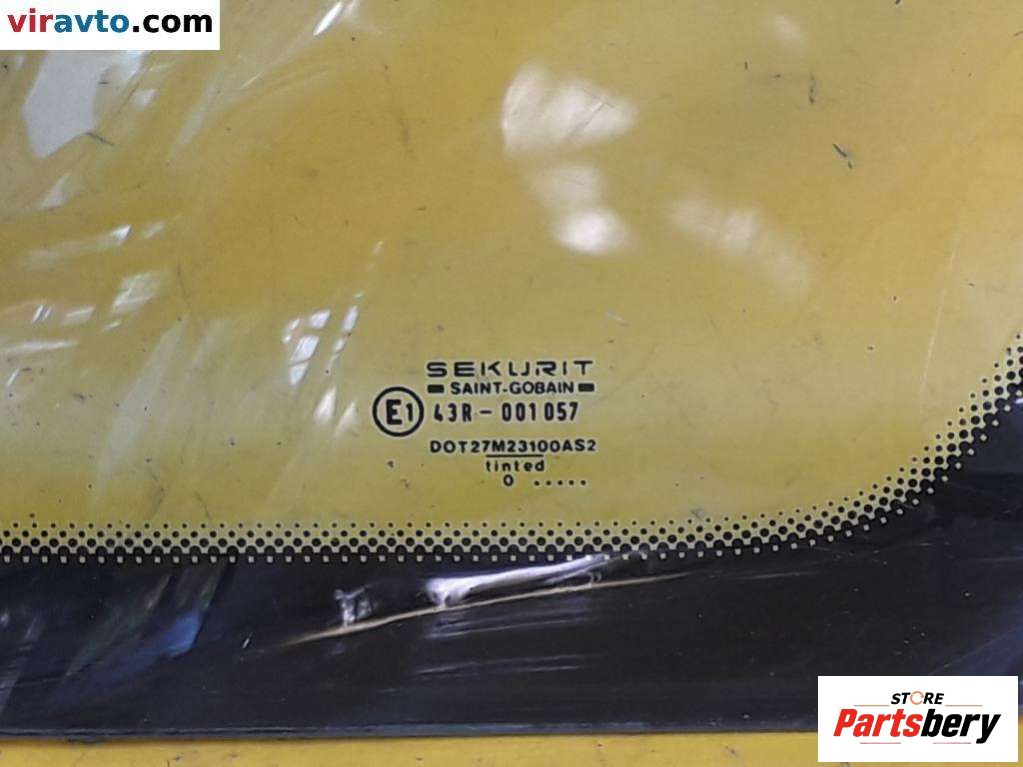 viravto.com
SEKURIT
SAINT-GOBAIN
E1 43R - 001057
DOT27M23100AS2
tinted
0 .....
STORE
Partsbery